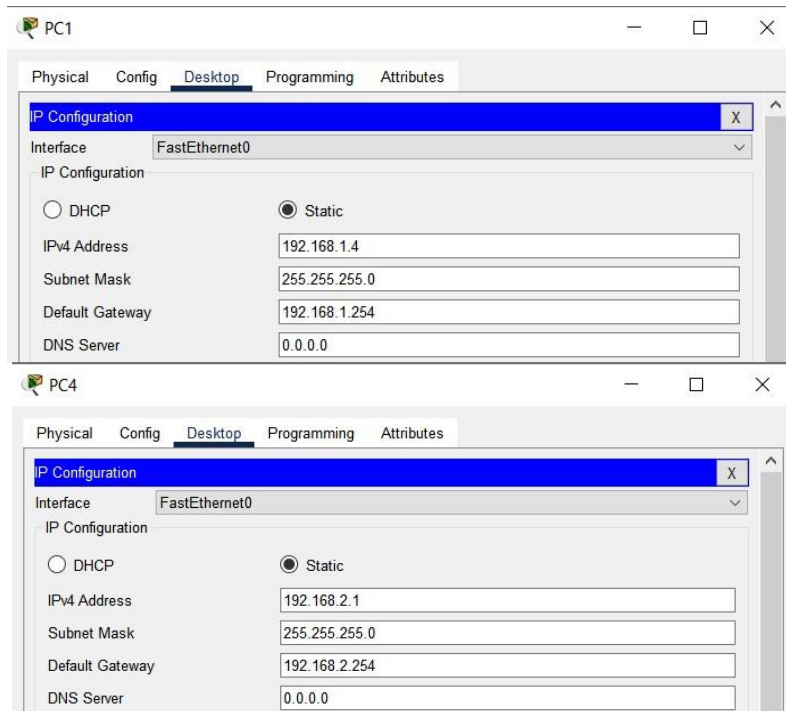 PC1
Physical Config Desktop Programming Attributes
IP Configuration X
Interface FastEthernet0
IP Configuration
DHCP Static
IPv4 Address 192.168.1.4
Subnet Mask 255.255.255.0
Default Gateway 192.168.1.254
DNS Server 0.0.0.0
PC4
Physical Config Desktop Programming Attributes
IP Configuration X
Interface FastEthernet0
IP Configuration
DHCP Static
IPv4 Address 192.168.2.1
Subnet Mask 255.255.255.0
Default Gateway 192.168.2.254
DNS Server 0.0.0.0